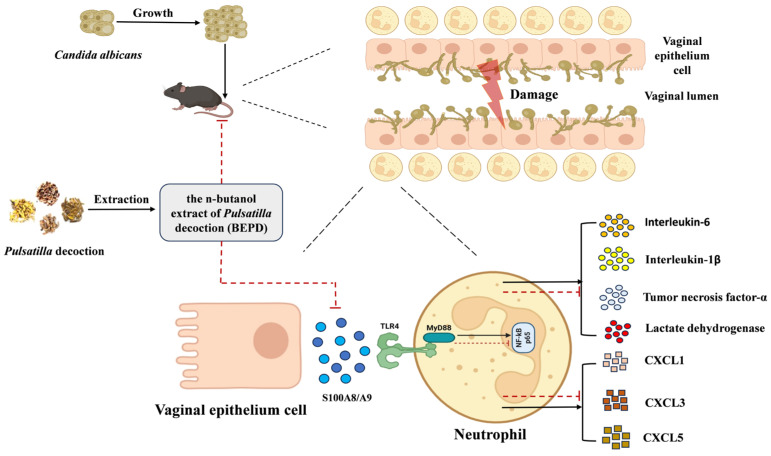 Growth
Candida albicans
Vaginal
epithelium
cell
Damage
Vaginal lumen
Extraction
the n-butanol
extract of Pulsatilla
decoction (BEPD)
Pulsatilla decoction
Interleukin-6
Interleukin-1β
Tumor necrosis factor-α
Lactate dehydrogenase
TLR4
MyD88
NF-kB
p65
CXCL1
CXCL3
CXCL5
S100A8/A9
Vaginal epithelium cell
Neutrophil